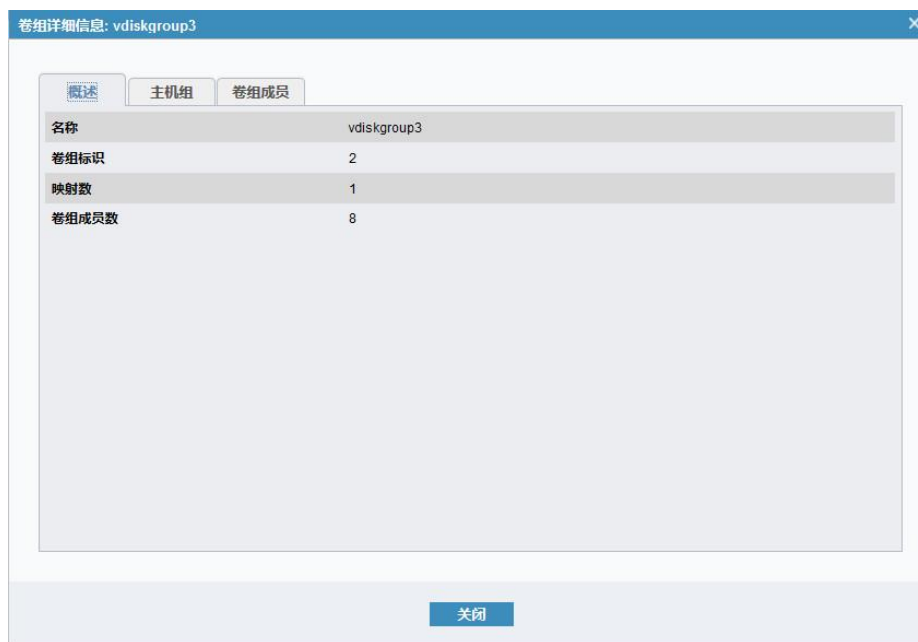 卷组详细信息: vdiskgroup3
概述 主机组 卷组成员
名称 vdiskgroup3
卷组标识 2
映射数 1
卷组成员数 8
关闭